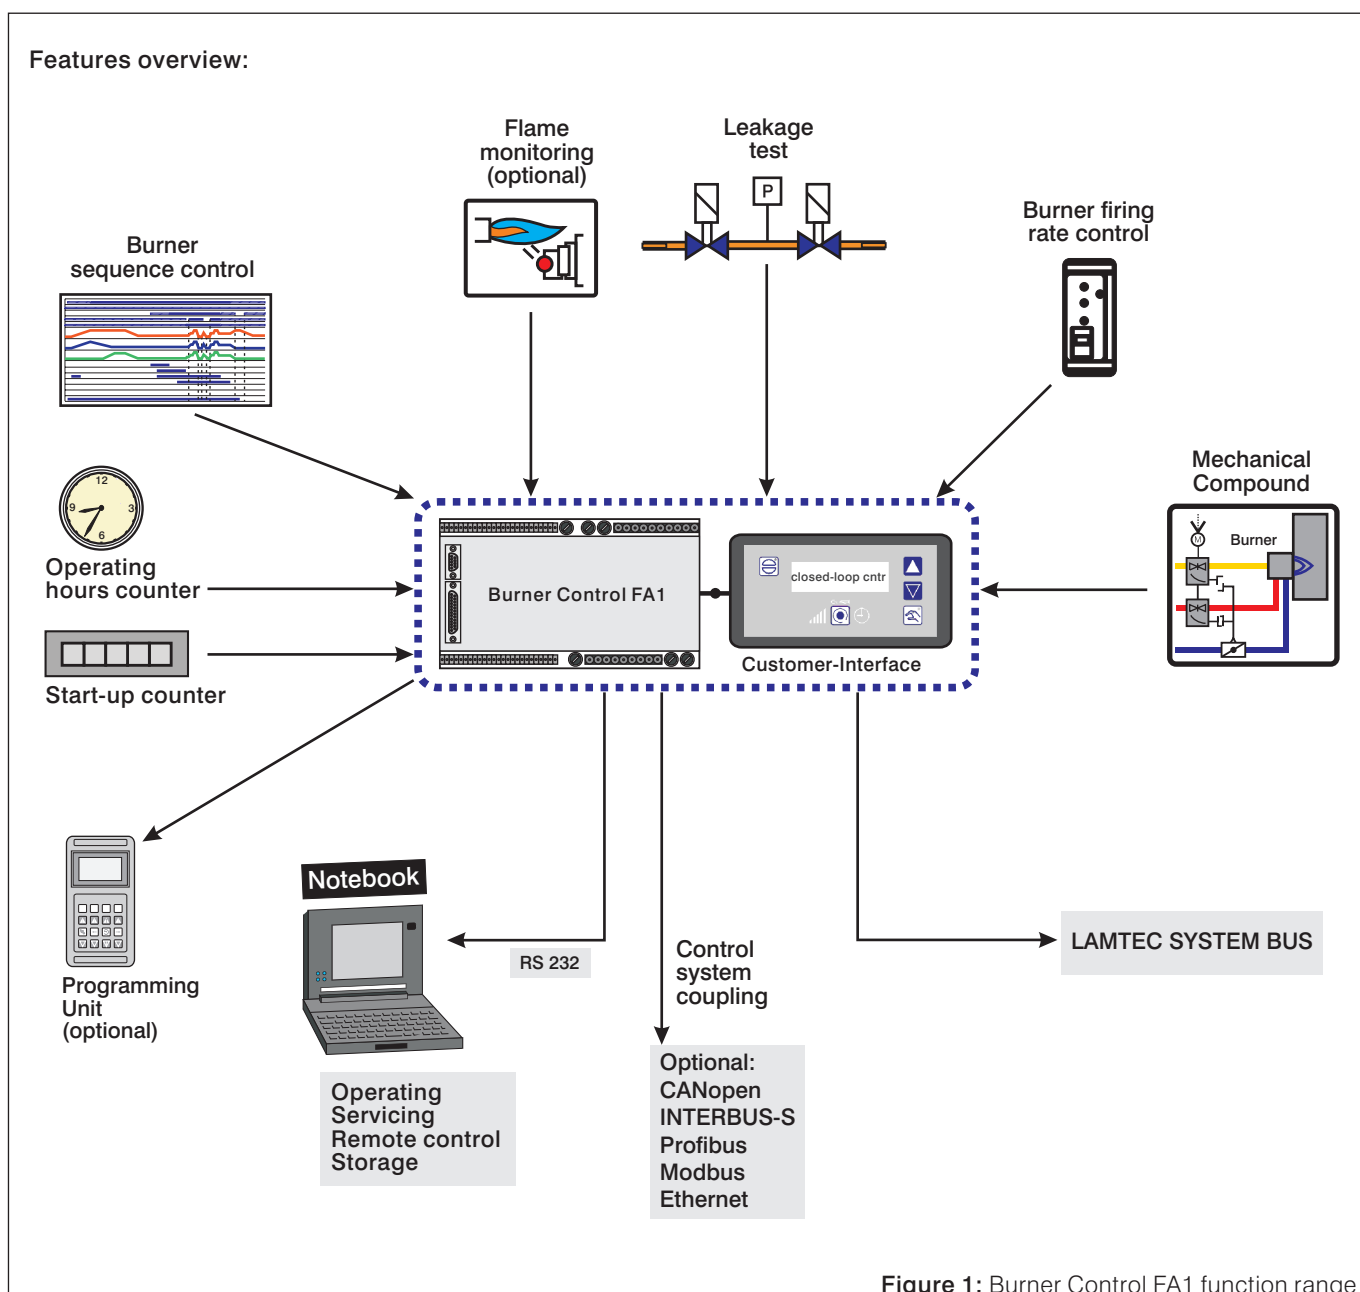 Features overview:
Flame
monitoring
(optional)
Leakage
test
P
Burner firing
rate control
Burner
sequence control
Mechanical
Compound
M
Burner
12
9
3
6
Operating
hours counter
Burner Control FA1
closed-loop cntr
Customer-Interface
Start-up counter
Notebook
RS 232
Control
system
coupling
LAMTEC SYSTEM BUS
Programming
Unit
(optional)
Operating
Servicing
Remote control
Storage
Optional:
CANopen
INTERBUS-S
Profibus
Modbus
Ethernet
Figure 1: Burner Control FA1 function range